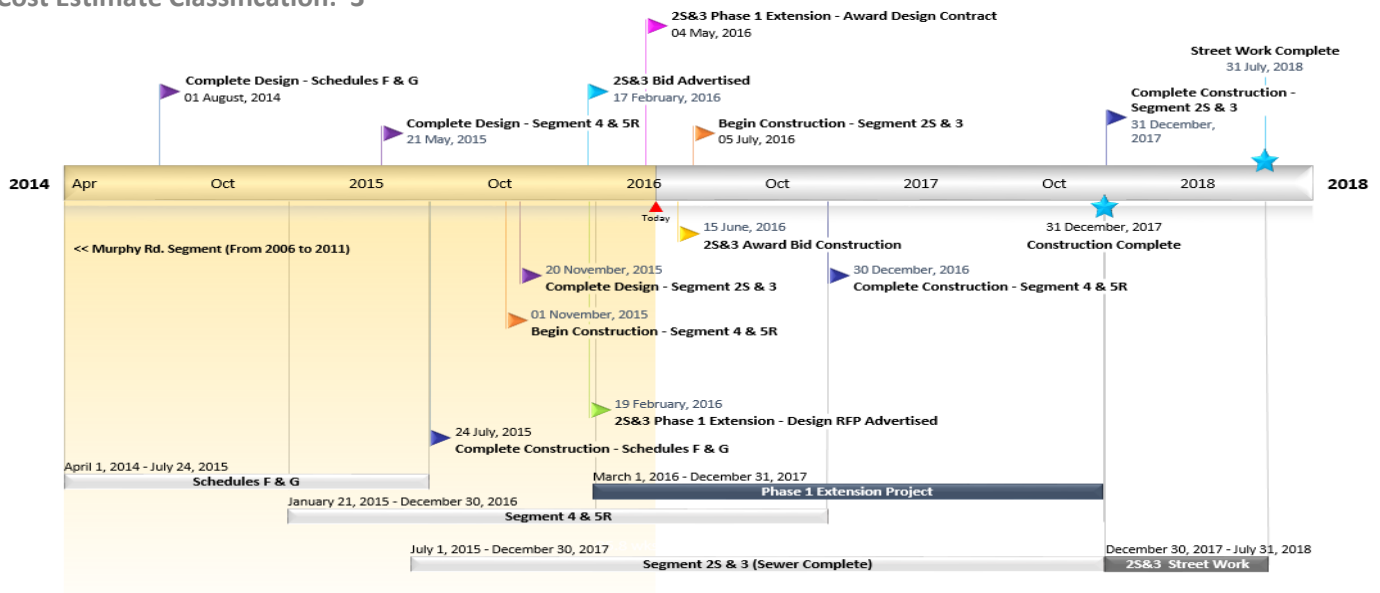 Cost Estimate Classification: 3
2S&3 Phase 1 Extension - Award Design Contract
04 May, 2016
Street Work Complete
31 July, 2018
Complete Design - Schedules F & G
01 August, 2014
2S&3 Bid Advertised
17 February, 2016
Complete Construction -
Segment 2S & 3
31 December,
2017
Complete Design - Segment 4 & 5R
21 May, 2015
Begin Construction - Segment 2S & 3
05 July, 2016
2014 Apr Oct 2015 Oct 2016 Oct 2017 Oct 2018 2018
Today
15 June, 2016
2S&3 Award Bid Construction
31 December, 2017
Construction Complete
<< Murphy Rd. Segment (From 2006 to 2011)
20 November, 2015
Complete Design - Segment 2S & 3
30 December, 2016
Complete Construction - Segment 4 & 5R
01 November, 2015
Begin Construction - Segment 4 & 5R
19 February, 2016
2S&3 Phase 1 Extension - Design RFP Advertised
24 July, 2015
Complete Construction - Schedules F & G
April 1, 2014 - July 24, 2015
Schedules F & G
March 1, 2016 - December 31, 2017
Phase 1 Extension Project
January 21, 2015 - December 30, 2016
Segment 4 & 5R
July 1, 2015 - December 30, 2017
Segment 2S & 3 (Sewer Complete)
December 30, 2017 - July 31, 2018
2S&3 Street Work